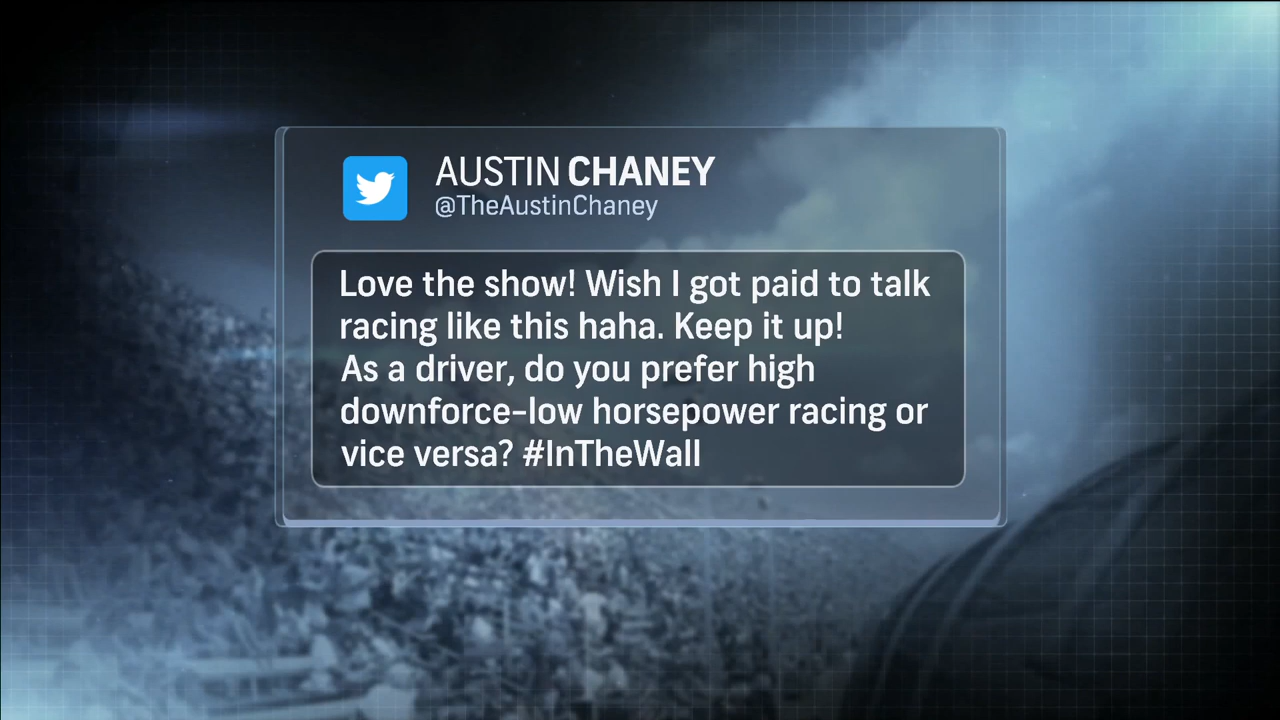 AUSTIN CHANEY
@TheAustinChaney
Love the show! Wish I got paid to talk
racing like this haha. Keep it up!
As a driver, do you prefer high
downforce-low horsepower racing or
vice versa? #InTheWall